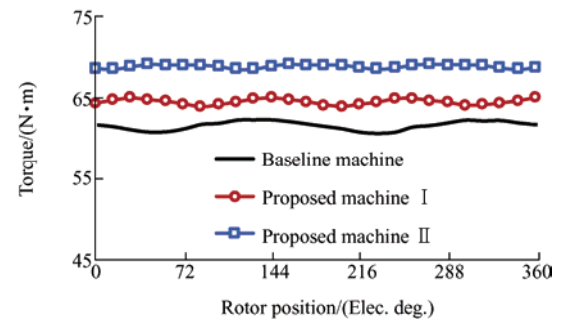 75
65
55
45
Torque/(N•m)
Baseline machine
Proposed machine Ⅰ
Proposed machine Ⅱ
0 72 144 216 288 360
Rotor position/(Elec. deg.)